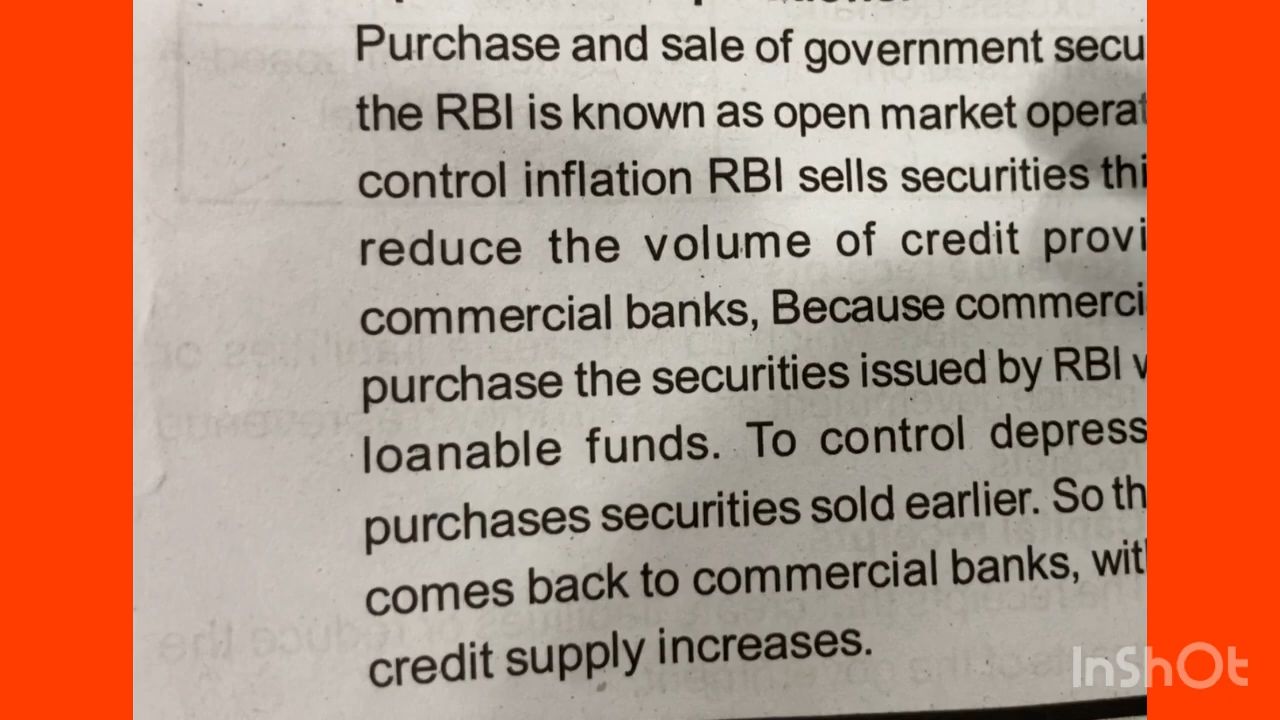 Purchase and sale of government secu
the RBI is known as open market operat
control inflation RBI sells securities thi
reduce the volume of credit provi
commercial banks, Because commerci
purchase the securities issued by RBI
loanable funds. To control depress
purchases securities sold earlier. So th
comes back to commercial banks, wit
credit supply increases.
InShOt